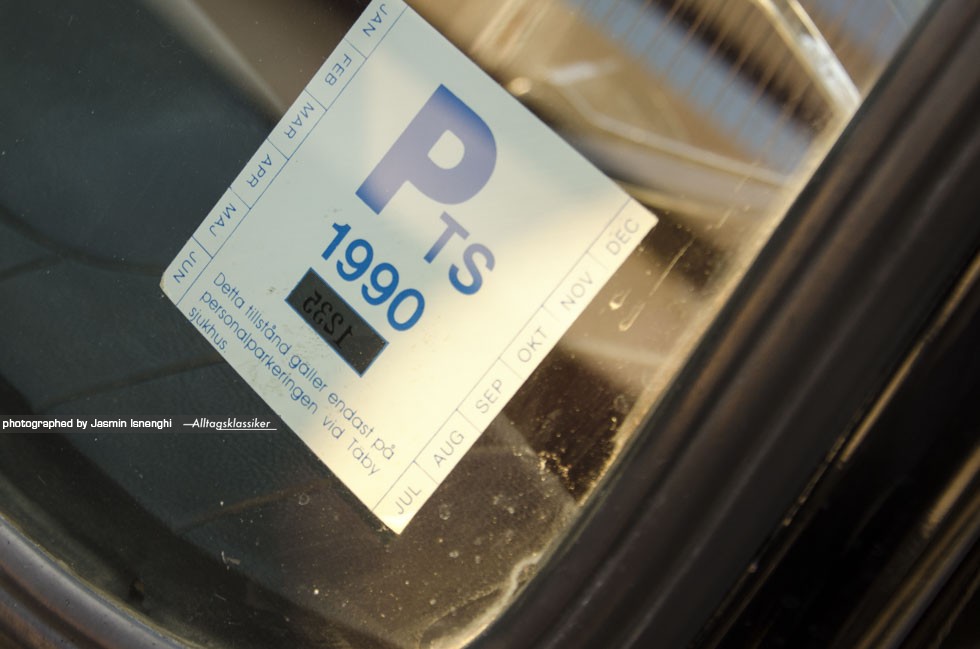 JAN
FEB
MAR
APR
MAJ
JUN
P
TS
1990
1235
Detta tillstånd gäller endast på
personalparkeringen vid Täby
sjukhus.
JUL
AUG
SEP
OKT
NOV
DEC
photographed by Jasmin Isnenghi —Alltagsklassiker